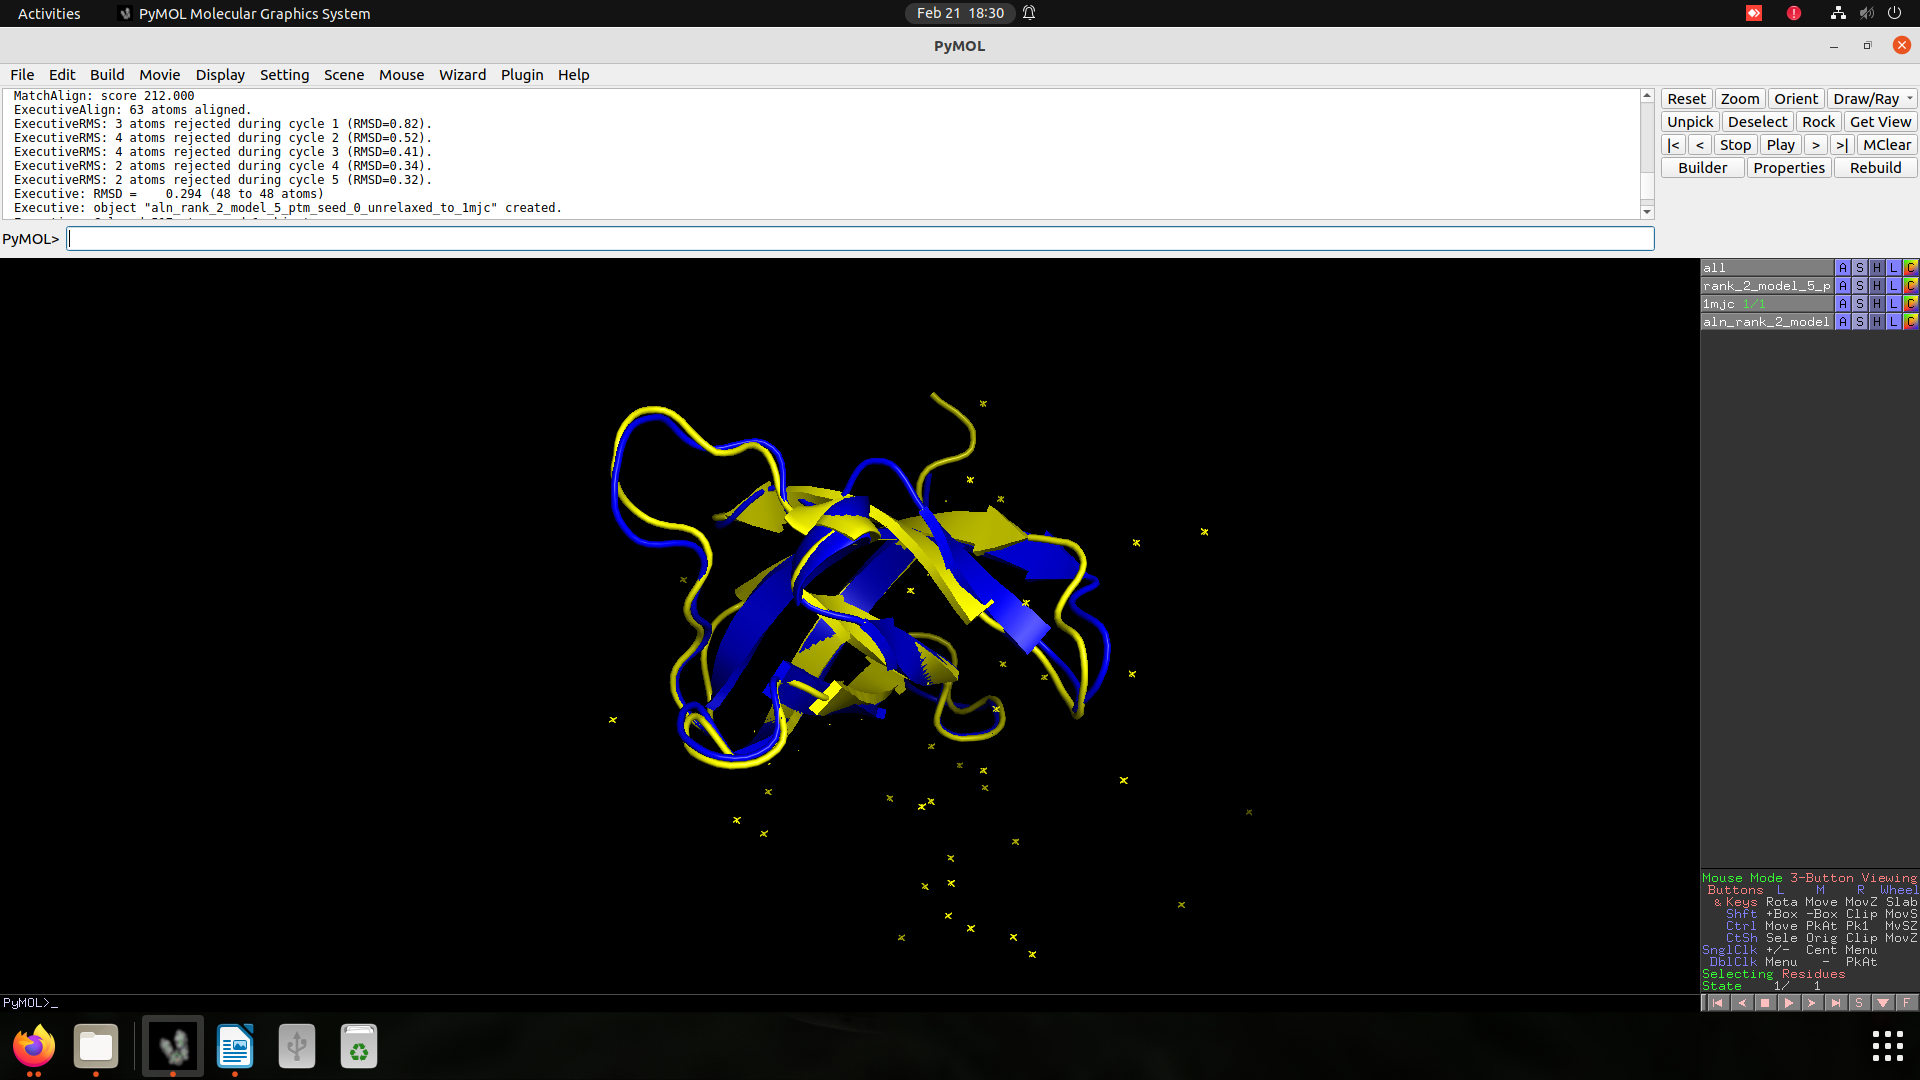 Activities PyMOL Molecular Graphics System Feb 21 18:30
PyMOL
File Edit Build Movie Display Setting Scene Mouse Wizard Plugin Help
MatchAlign: score 212.000
ExecutiveAlign: 63 atoms aligned.
ExecutiveRMS: 3 atoms rejected during cycle 1 (RMSD=0.82).
ExecutiveRMS: 4 atoms rejected during cycle 2 (RMSD=0.52).
ExecutiveRMS: 4 atoms rejected during cycle 3 (RMSD=0.41).
ExecutiveRMS: 2 atoms rejected during cycle 4 (RMSD=0.34).
ExecutiveRMS: 2 atoms rejected during cycle 5 (RMSD=0.32).
Executive: RMSD = 0.294 (48 to 48 atoms)
Executive: object "aln_rank_2_model_5_ptm_seed_0_unrelaxed_to_1mjc" created.
Reset Zoom Orient Draw/Ray
Unpick Deselect Rock Get View
|< < Stop Play > >| MClear
Builder Properties Rebuild
PyMOL>
all A S H L C
rank_2_model_5_p A S H L C
1mjc 1/1 A S H L C
aln_rank_2_model A S H L C
Mouse Mode 3-Button Viewing
Buttons L M R Wheel
& Keys Rota Move MovZ Slab
Shft +Box -Box Clip MovS
Ctrl Move PkAt Pk1 MvSZ
CtSh Sele Orig Clip MovZ
SnglClk +/- Cent Menu
DblClk Menu - PkAt
Selecting Residues
State 1/ 1
PyMOL>_
S F